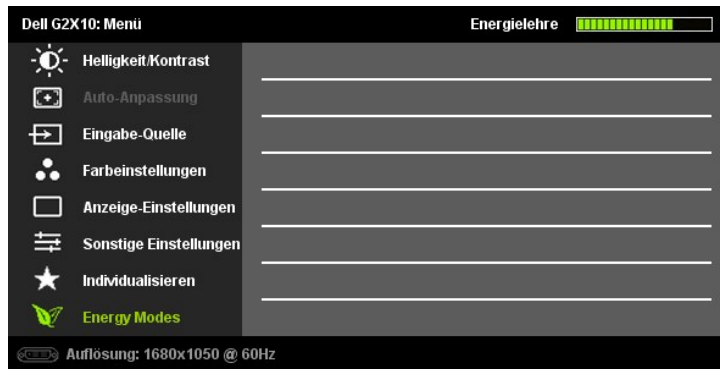 Dell G2X10: Menü Energielehre
Helligkeit/Kontrast
Auto-Anpassung
Eingabe-Quelle
Farbeinstellungen
Anzeige-Einstellungen
Sonstige Einstellungen
Individualisieren
Energy Modes
Auflösung: 1680x1050 @ 60Hz